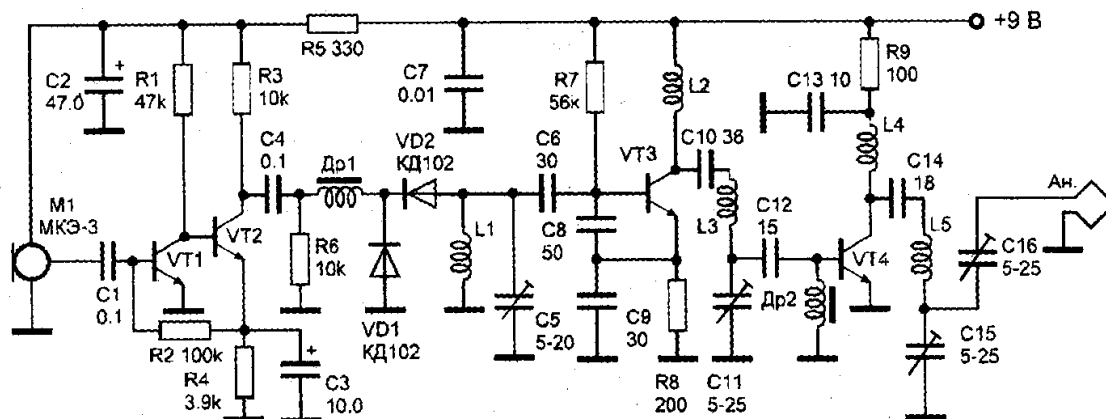 +9 В
R5 330
C2
47.0
R1
47k
R3
10k
C7
0.01
R7
56к
L2
C13 10
R9
100
C4
0.1
Др1
VD2
КД102
C6
30
VT3
C10 38
L4
C14
18
Ан.
М1
МКЭ-3
VT2
R6
10k
L1
C8
50
L3
C12
15
L5
C16
5-25
VT1
VT4
C1
0.1
Др2
R2 100k
VD1
КД102
C5
5-20
C9
30
C15
5-25
R4
3.9k
C3
10.0
R8
200
C11
5-25